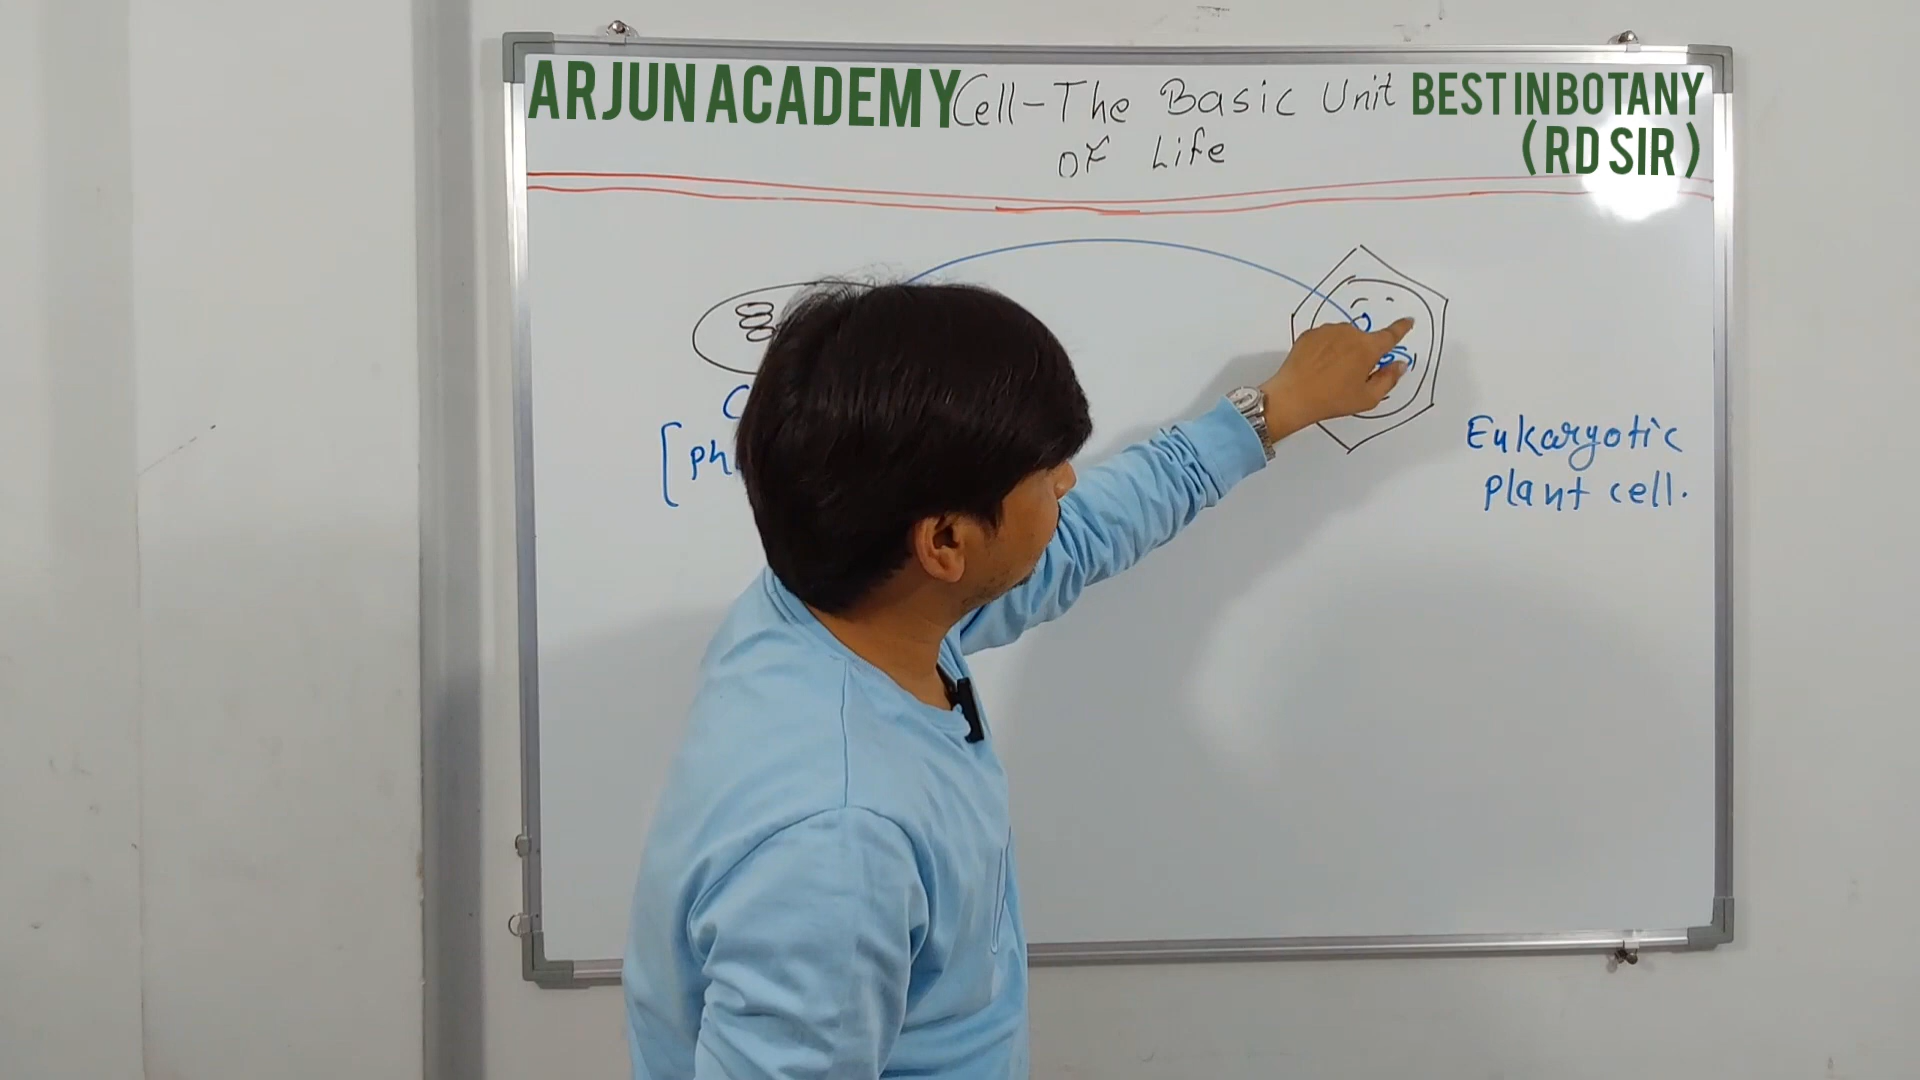 ARJUN ACADEMY
Cell-The Basic Unit
of Life
BEST IN BOTANY
(RD SIR)
Eukaryotic
plant cell.